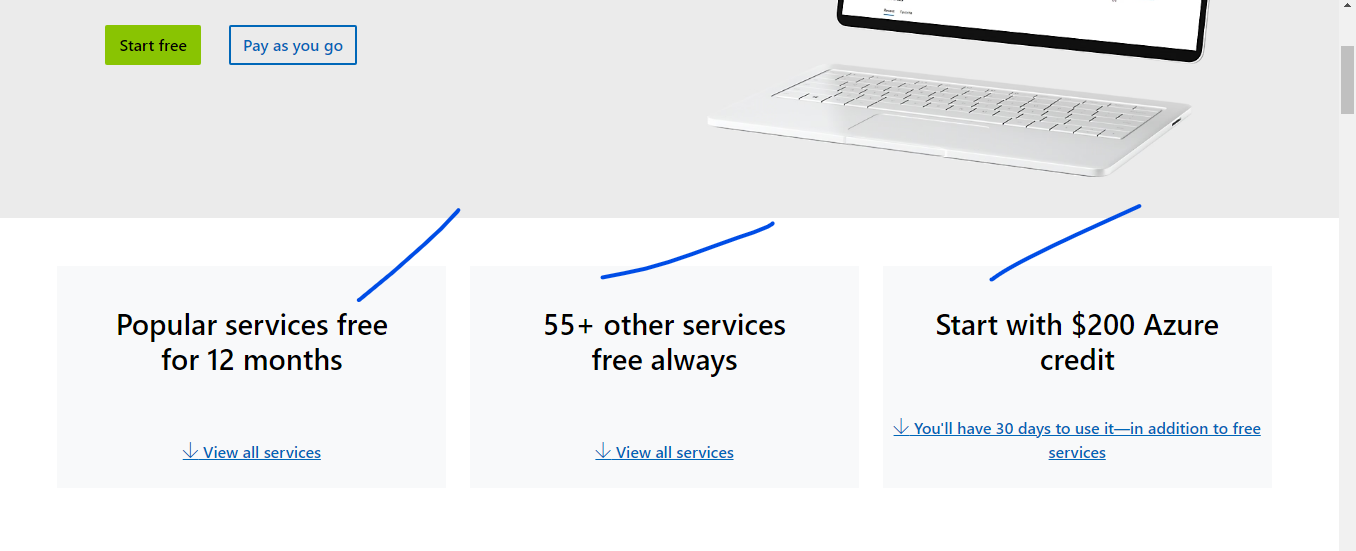 Start free
Pay as you go
Popular services free
for 12 months
View all services
55+ other services
free always
View all services
Start with $200 Azure
credit
You'll have 30 days to use it—in addition to free
services